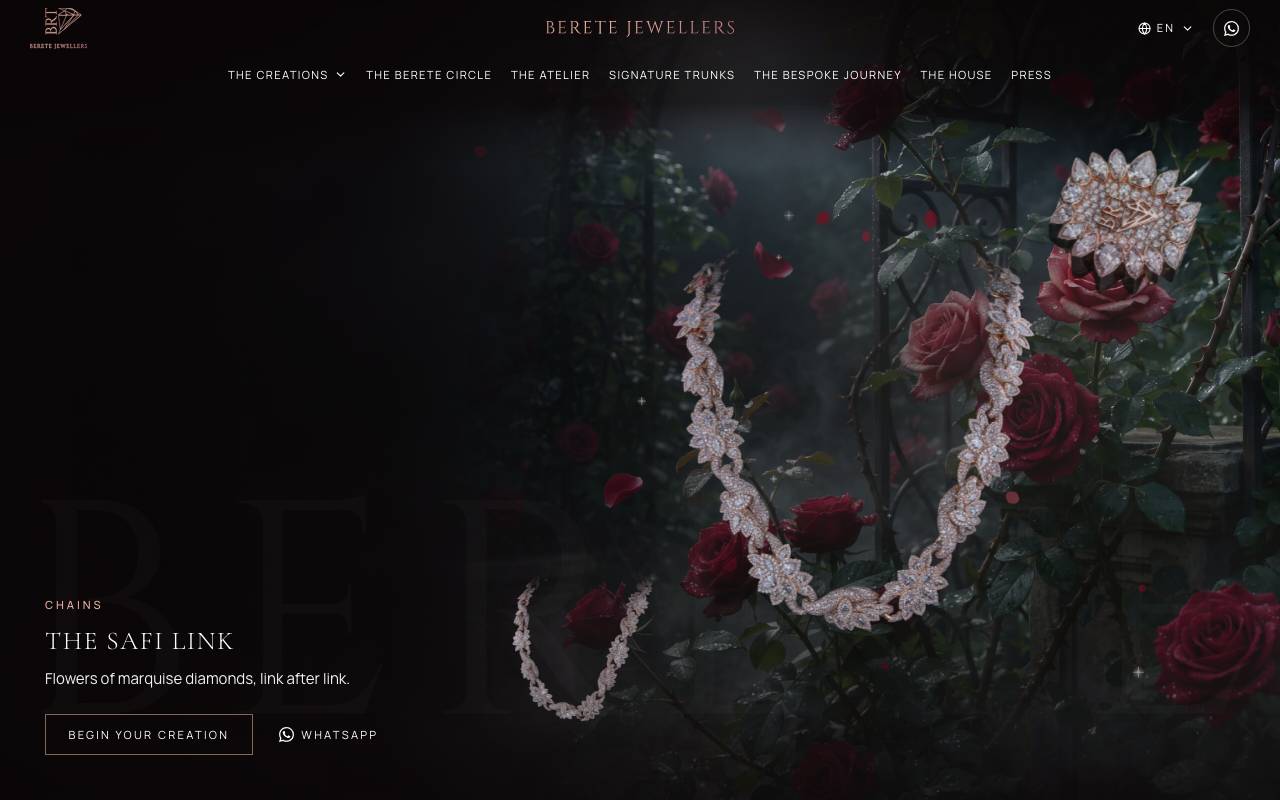 BRT
BERETE JEWELLERS
BERETE JEWELLERS
EN
THE CREATIONS
THE BERETE CIRCLE
THE ATELIER
SIGNATURE TRUNKS
THE BESPOKE JOURNEY
THE HOUSE
PRESS
BER
CHAINS
THE SAFI LINK
Flowers of marquise diamonds, link after link.
BEGIN YOUR CREATION
WHATSAPP